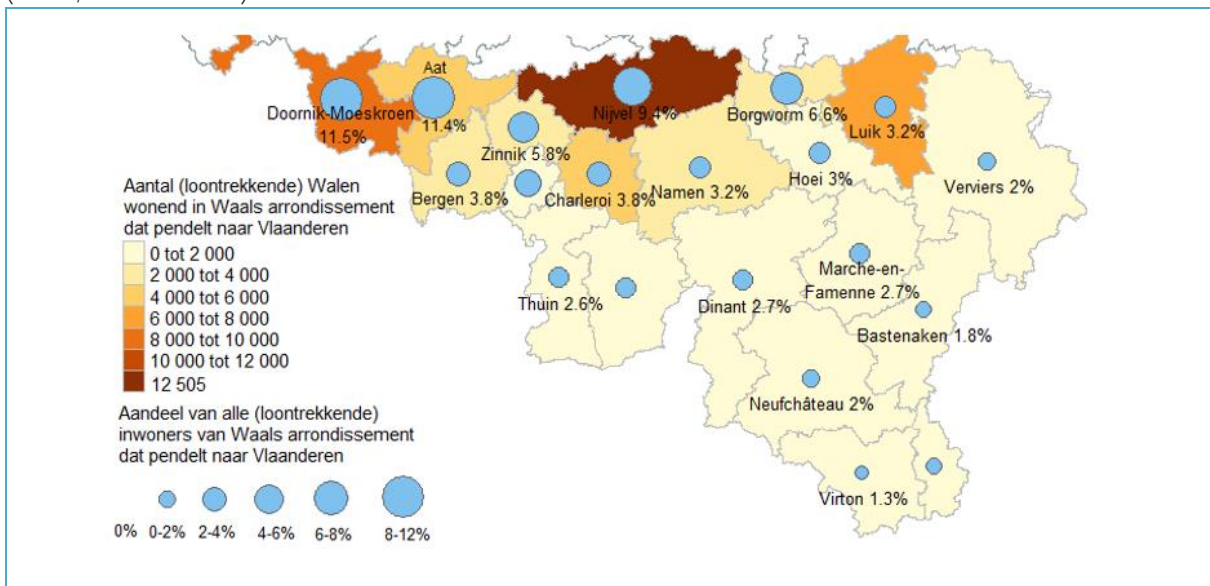 Aat
Doornik-Moeskroen
11.5%
11.4%
Nijvel 9.4%
Borgworm 6.6%
Luik 3.2%
Zinnik 5.8%
Bergen 3.8%
Charleroi 3.8%
Namen 3.2%
Hoei 3%
Verviers 2%
Aantal (loontrekkende) Walen
wonend in Waals arrondissement
dat pendelt naar Vlaanderen
0 tot 2 000
2 000 tot 4 000
4 000 tot 6 000
6 000 tot 8 000
8 000 tot 10 000
10 000 tot 12 000
12 505
Thuin 2.6%
Dinant 2.7%
Marche-en-
Famenne 2.7%
Bastenaken 1.8%
Neufchâteau 2%
Virton 1.3%
Aandeel van alle (loontrekkende)
inwoners van Waals arrondissement
dat pendelt naar Vlaanderen
0% 0-2% 2-4% 4-6% 6-8% 8-12%